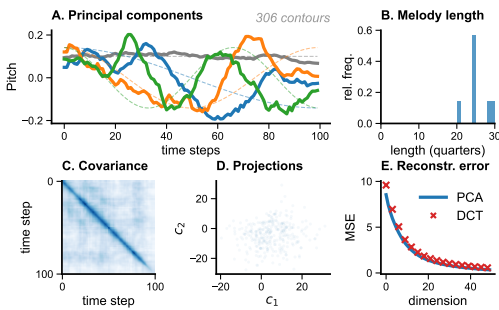 A. Principal components
306 contours
0.2
0.0
−0.2
Pitch
0 20 40 60 80 100
time steps
B. Melody length
0.6
0.4
0.2
0.0
rel. freq.
0 10 20 30
length (quarters)
C. Covariance
0
100
time step
0 100
time step
D. Projections
20
0
−20
c₂
−20 0 20
c₁
E. Reconstr. error
10
5
0
MSE
PCA
DCT
0 20 40
dimension